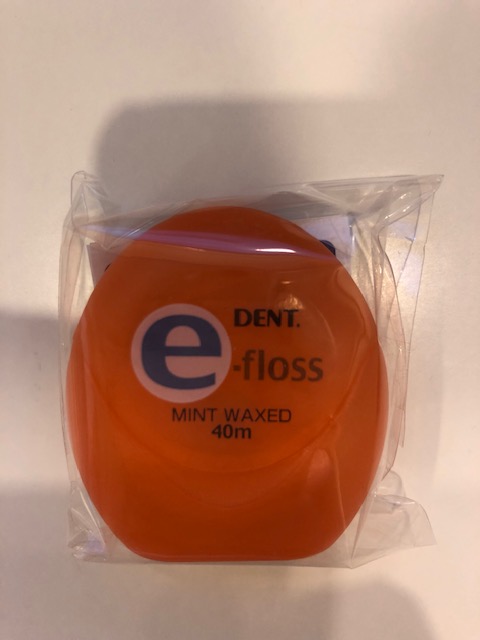 DENT.
e-floss
MINT WAXED
40m